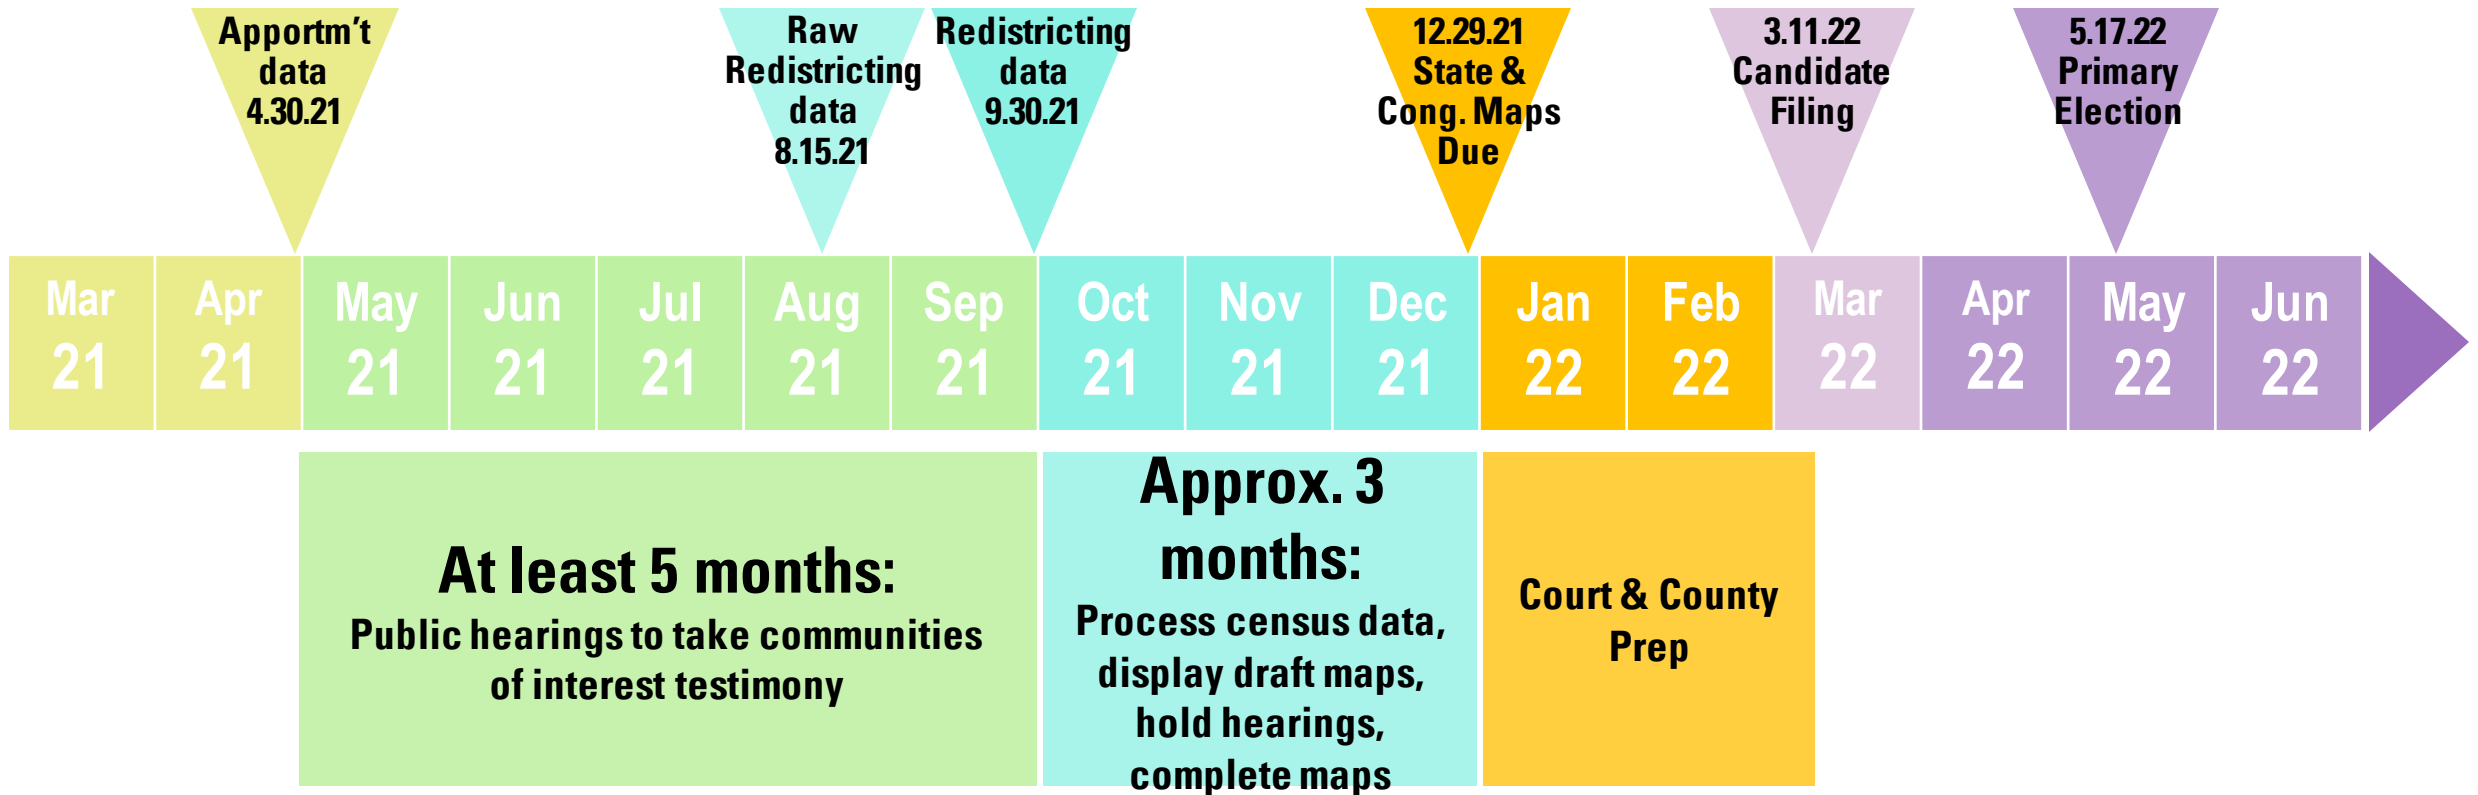 Apportm't
data
4.30.21
Raw
Redistricting
data
8.15.21
Redistricting
data
9.30.21
12.29.21
State &
Cong. Maps
Due
3.11.22
Candidate
Filing
5.17.22
Primary
Election
Mar
21
Apr
21
May
21
Jun
21
Jul
21
Aug
21
Sep
21
Oct
21
Nov
21
Dec
21
Jan
22
Feb
22
Mar
22
Apr
22
May
22
Jun
22
At least 5 months:
Public hearings to take communities
of interest testimony
Approx. 3
months:
Process census data,
display draft maps,
hold hearings,
complete maps
Court & County
Prep